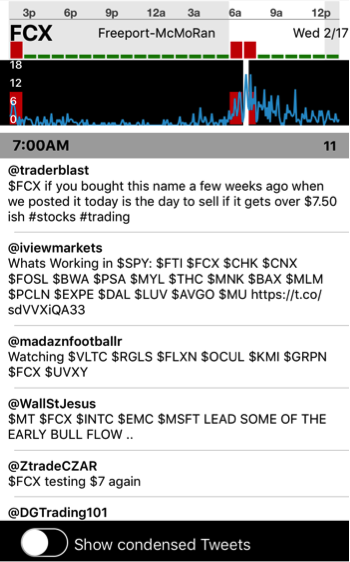 3p 6p 9p 12a 3a 6a 9a 12p
FCX Freeport-McMoRan Wed 2/17
18
12
6
0
7:00AM 11
@traderblast
$FCX if you bought this name a few weeks ago when
we posted it today is the day to sell if it gets over $7.50
ish #stocks #trading
@iviewmarkets
Whats Working in $SPY: $FTI $FCX $CHK $CNX
$FOSL $BWA $PSA $MYL $THC $MNK $BAX $MLM
$PCLN $EXPE $DAL $LUV $AVGO $MU https://t.co/
sdVVXiQA33
@madaznfootballr
Watching $VLTC $RGLS $FLXN $OCUL $KMI $GRPN
$FCX $UVXY
@WallStJesus
$MT $FCX $INTC $EMC $MSFT LEAD SOME OF THE
EARLY BULL FLOW ..
@ZtradeCZAR
$FCX testing $7 again
@DGTrading101
Show condensed Tweets